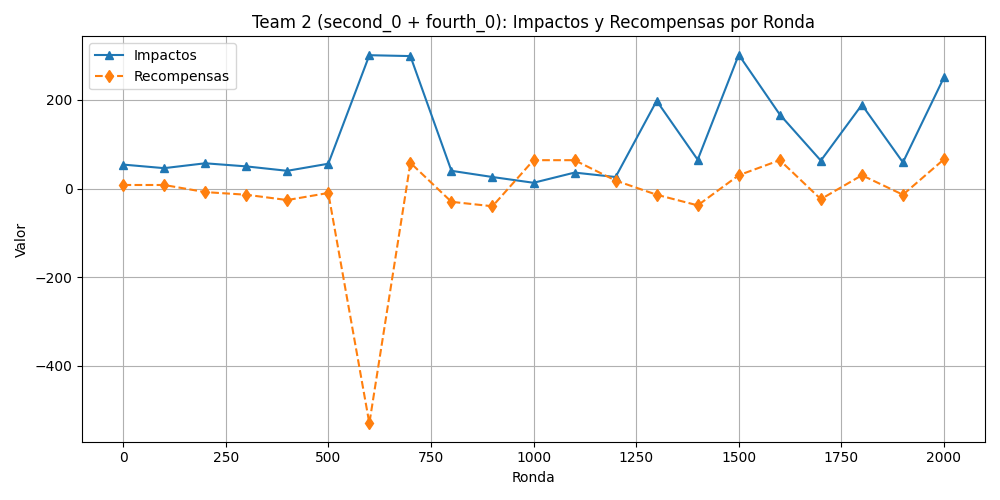 Team 2 (second_0 + fourth_0): Impactos y Recompensas por Ronda
Impactos
Recompensas
200
0
−200
−400
Valor
0 250 500 750 1000 1250 1500 1750 2000
Ronda